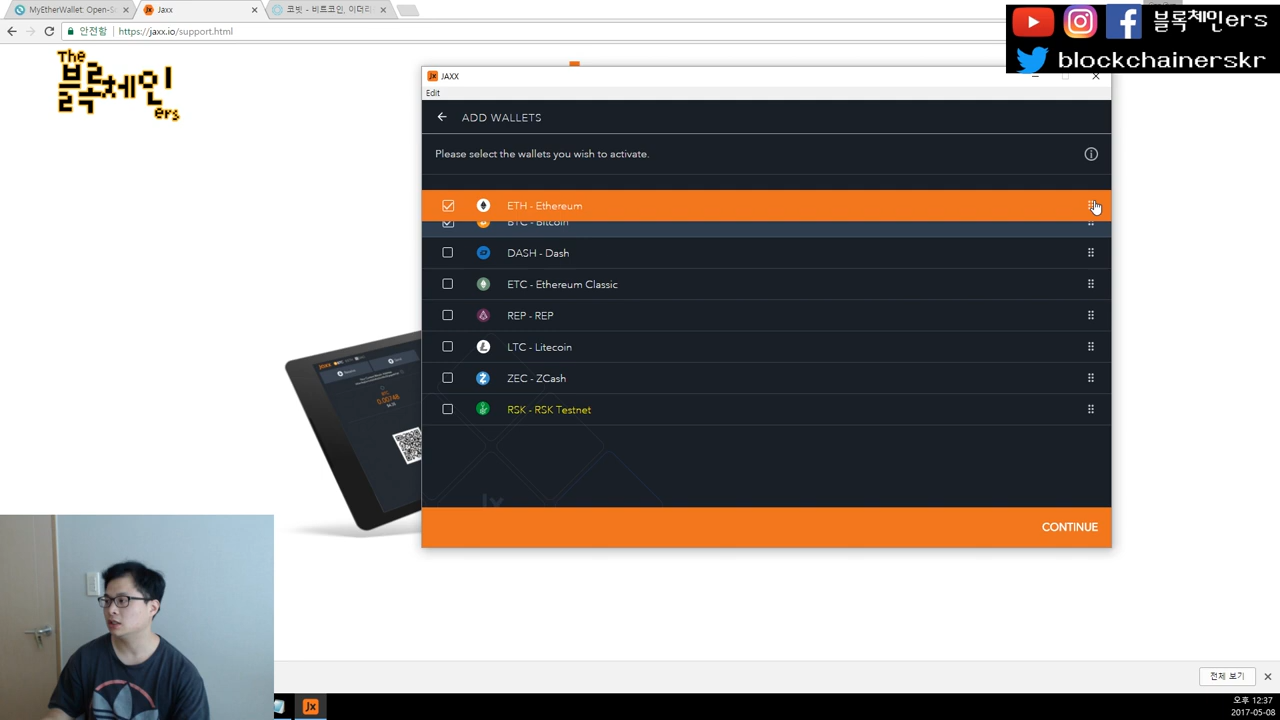 MyEtherWallet: Open-S
Jaxx
코빗 - 비트코인, 이더리
안전함
https://jaxx.io/support.html
블록체인ers
blockchainerskr
The
블록체인
ers
Jx JAXX
Edit
ADD WALLETS
Please select the wallets you wish to activate.
ETH - Ethereum
BTC - Bitcoin
DASH - Dash
ETC - Ethereum Classic
REP - REP
LTC - Litecoin
ZEC - ZCash
RSK - RSK Testnet
Jx
CONTINUE
전체 보기
Jx
오후 12:37
2017-05-08